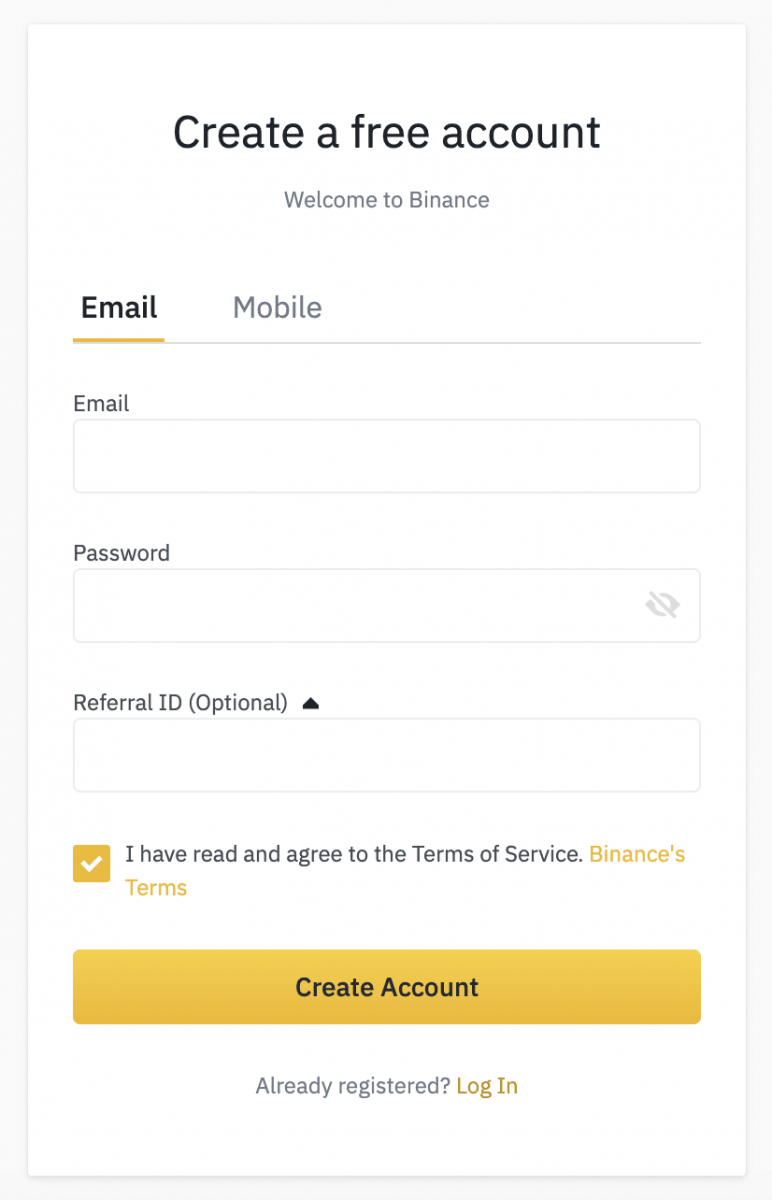 Create a free account
Welcome to Binance
Email Mobile
Email
Password
Referral ID (Optional)
I have read and agree to the Terms of Service. Binance's
Terms
Create Account
Already registered? Log In